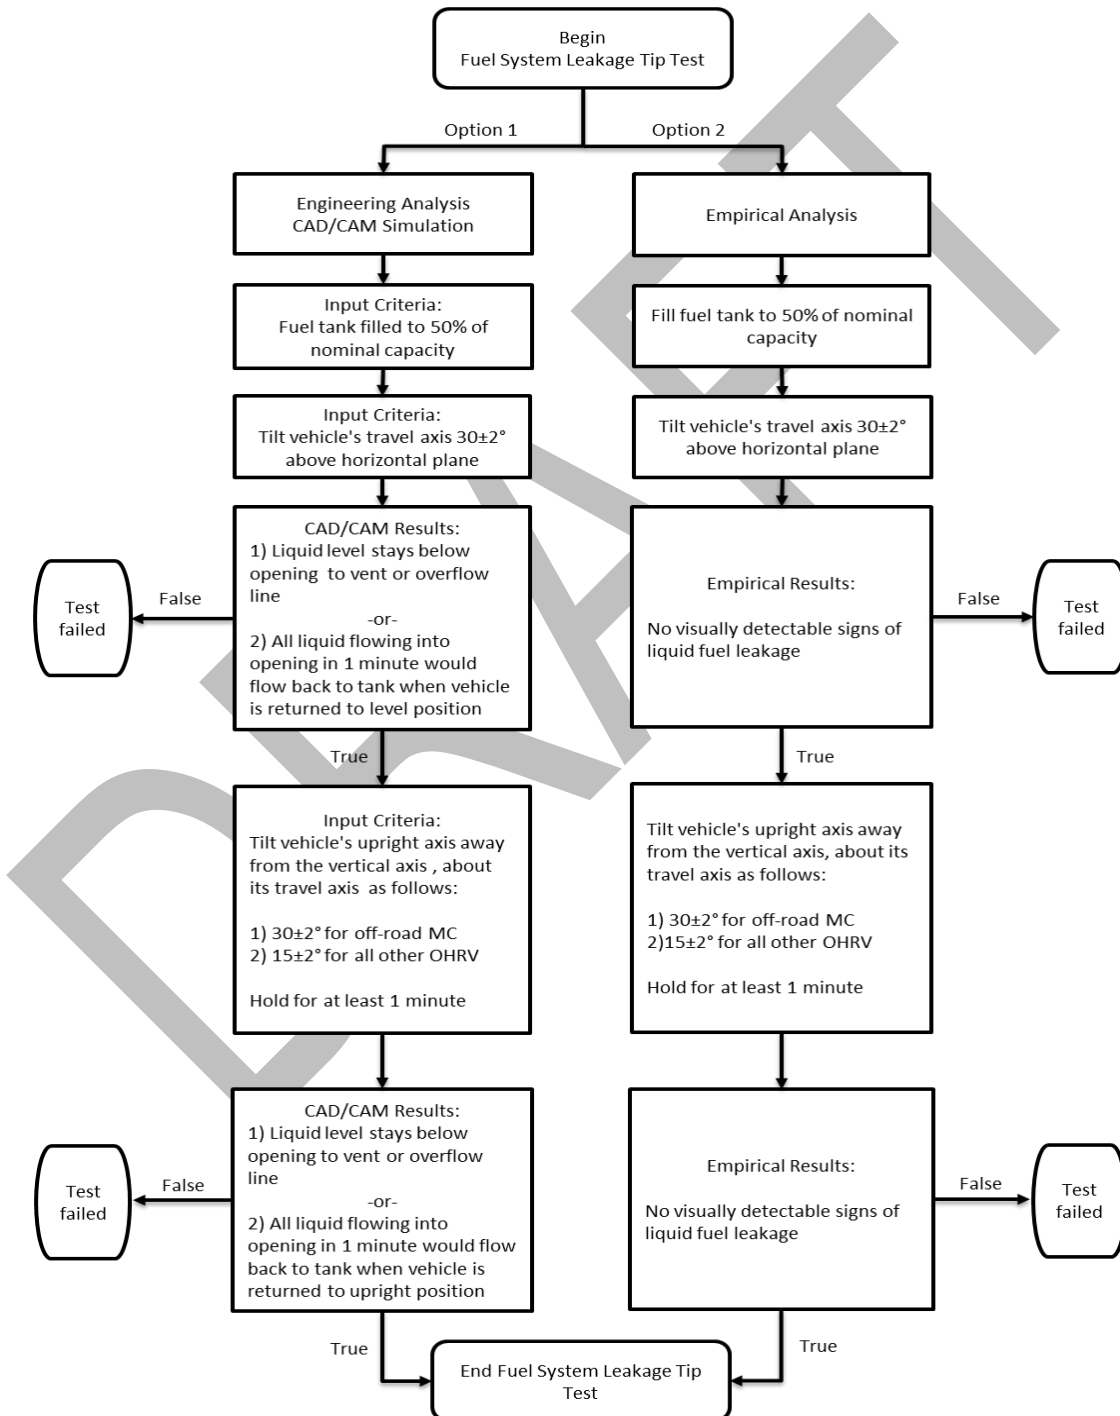 Begin
Fuel System Leakage Tip Test
Option 1
Option 2
Engineering Analysis
CAD/CAM Simulation
Empirical Analysis
Input Criteria:
Fuel tank filled to 50% of
nominal capacity
Fill fuel tank to 50% of nominal
capacity
Input Criteria:
Tilt vehicle's travel axis 30±2°
above horizontal plane
Tilt vehicle's travel axis 30±2°
above horizontal plane
CAD/CAM Results:
1) Liquid level stays below
opening to vent or overflow
line
-or-
2) All liquid flowing into
opening in 1 minute would
flow back to tank when vehicle
is returned to level position
False
Test
failed
Empirical Results:
No visually detectable signs of
liquid fuel leakage
False
Test
failed
True
True
Input Criteria:
Tilt vehicle's upright axis away
from the vertical axis , about
its travel axis as follows:
1) 30±2° for off-road MC
2) 15±2° for all other OHRV
Hold for at least 1 minute
Tilt vehicle's upright axis away
from the vertical axis, about its
travel axis as follows:
1) 30±2° for off-road MC
2)15±2° for all other OHRV
Hold for at least 1 minute
CAD/CAM Results:
1) Liquid level stays below
opening to vent or overflow
line
-or-
2) All liquid flowing into
opening in 1 minute would flow
back to tank when vehicle is
returned to upright position
False
Test
failed
Empirical Results:
No visually detectable signs of
liquid fuel leakage
False
Test
failed
True
True
End Fuel System Leakage Tip
Test
DRAFT